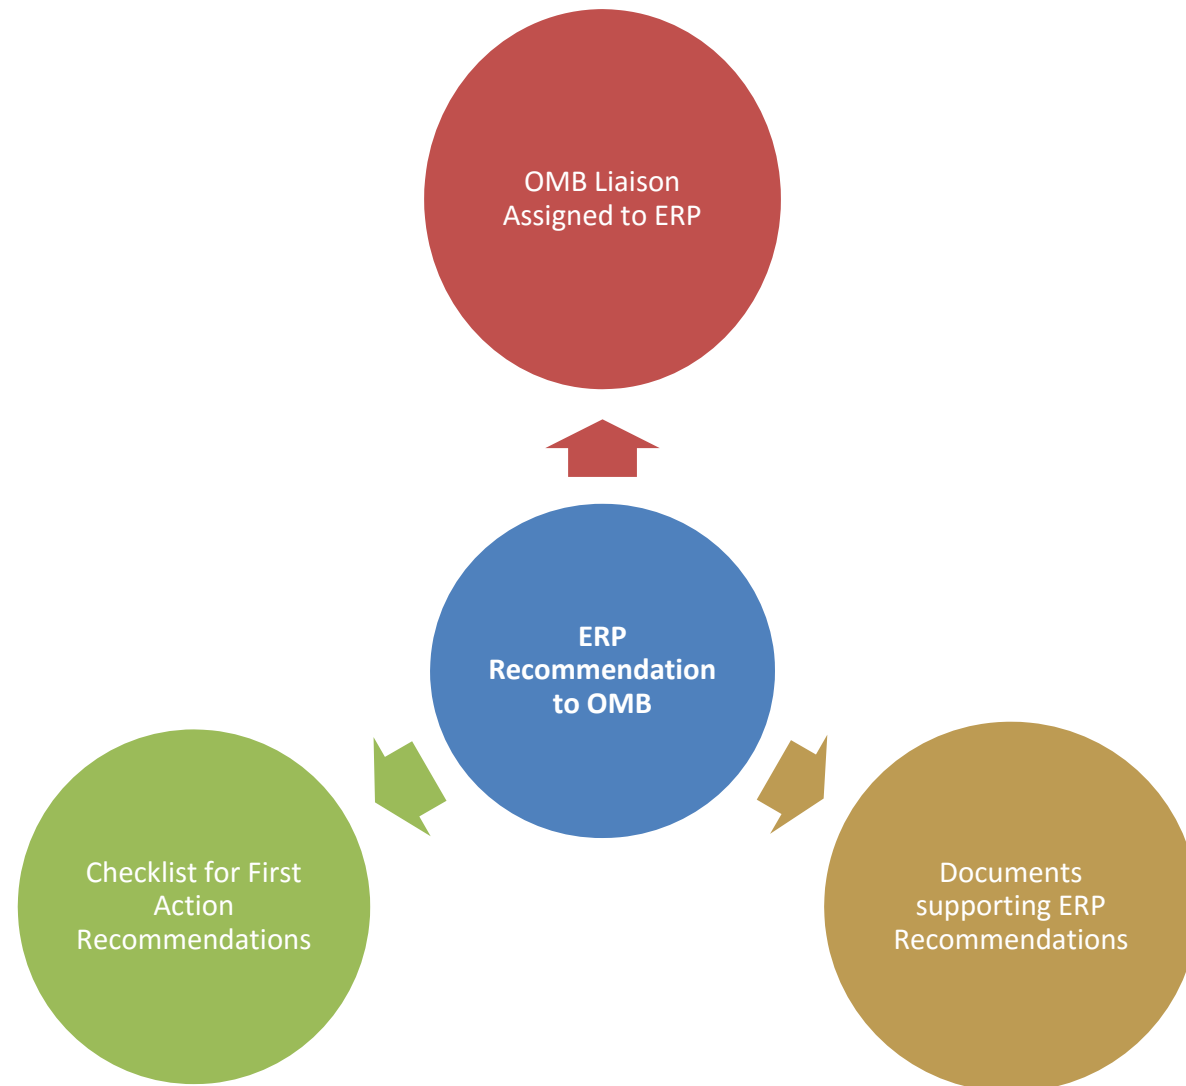 OMB Liaison
Assigned to ERP
ERP
Recommendation
to OMB
Checklist for First
Action
Recommendations
Documents
supporting ERP
Recommendations